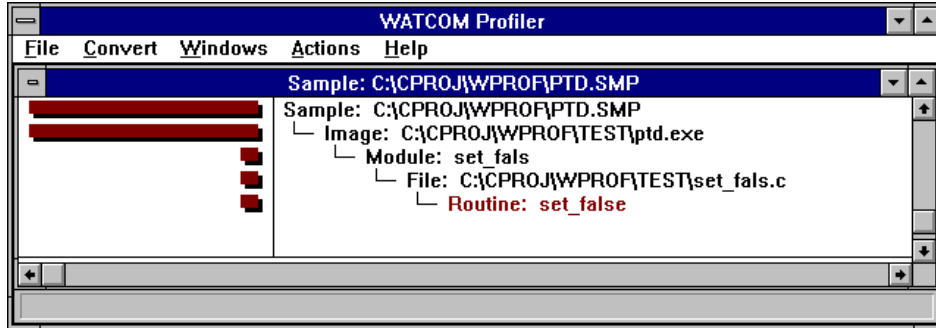 WATCOM Profiler
File Convert Windows Actions Help
Sample: C:\CPROJ\WPROF\PTD.SMP
Sample: C:\CPROJ\WPROF\PTD.SMP
Image: C:\CPROJ\WPROF\TEST\ptd.exe
Module: set_fals
File: C:\CPROJ\WPROF\TEST\set_fals.c
Routine: set_false